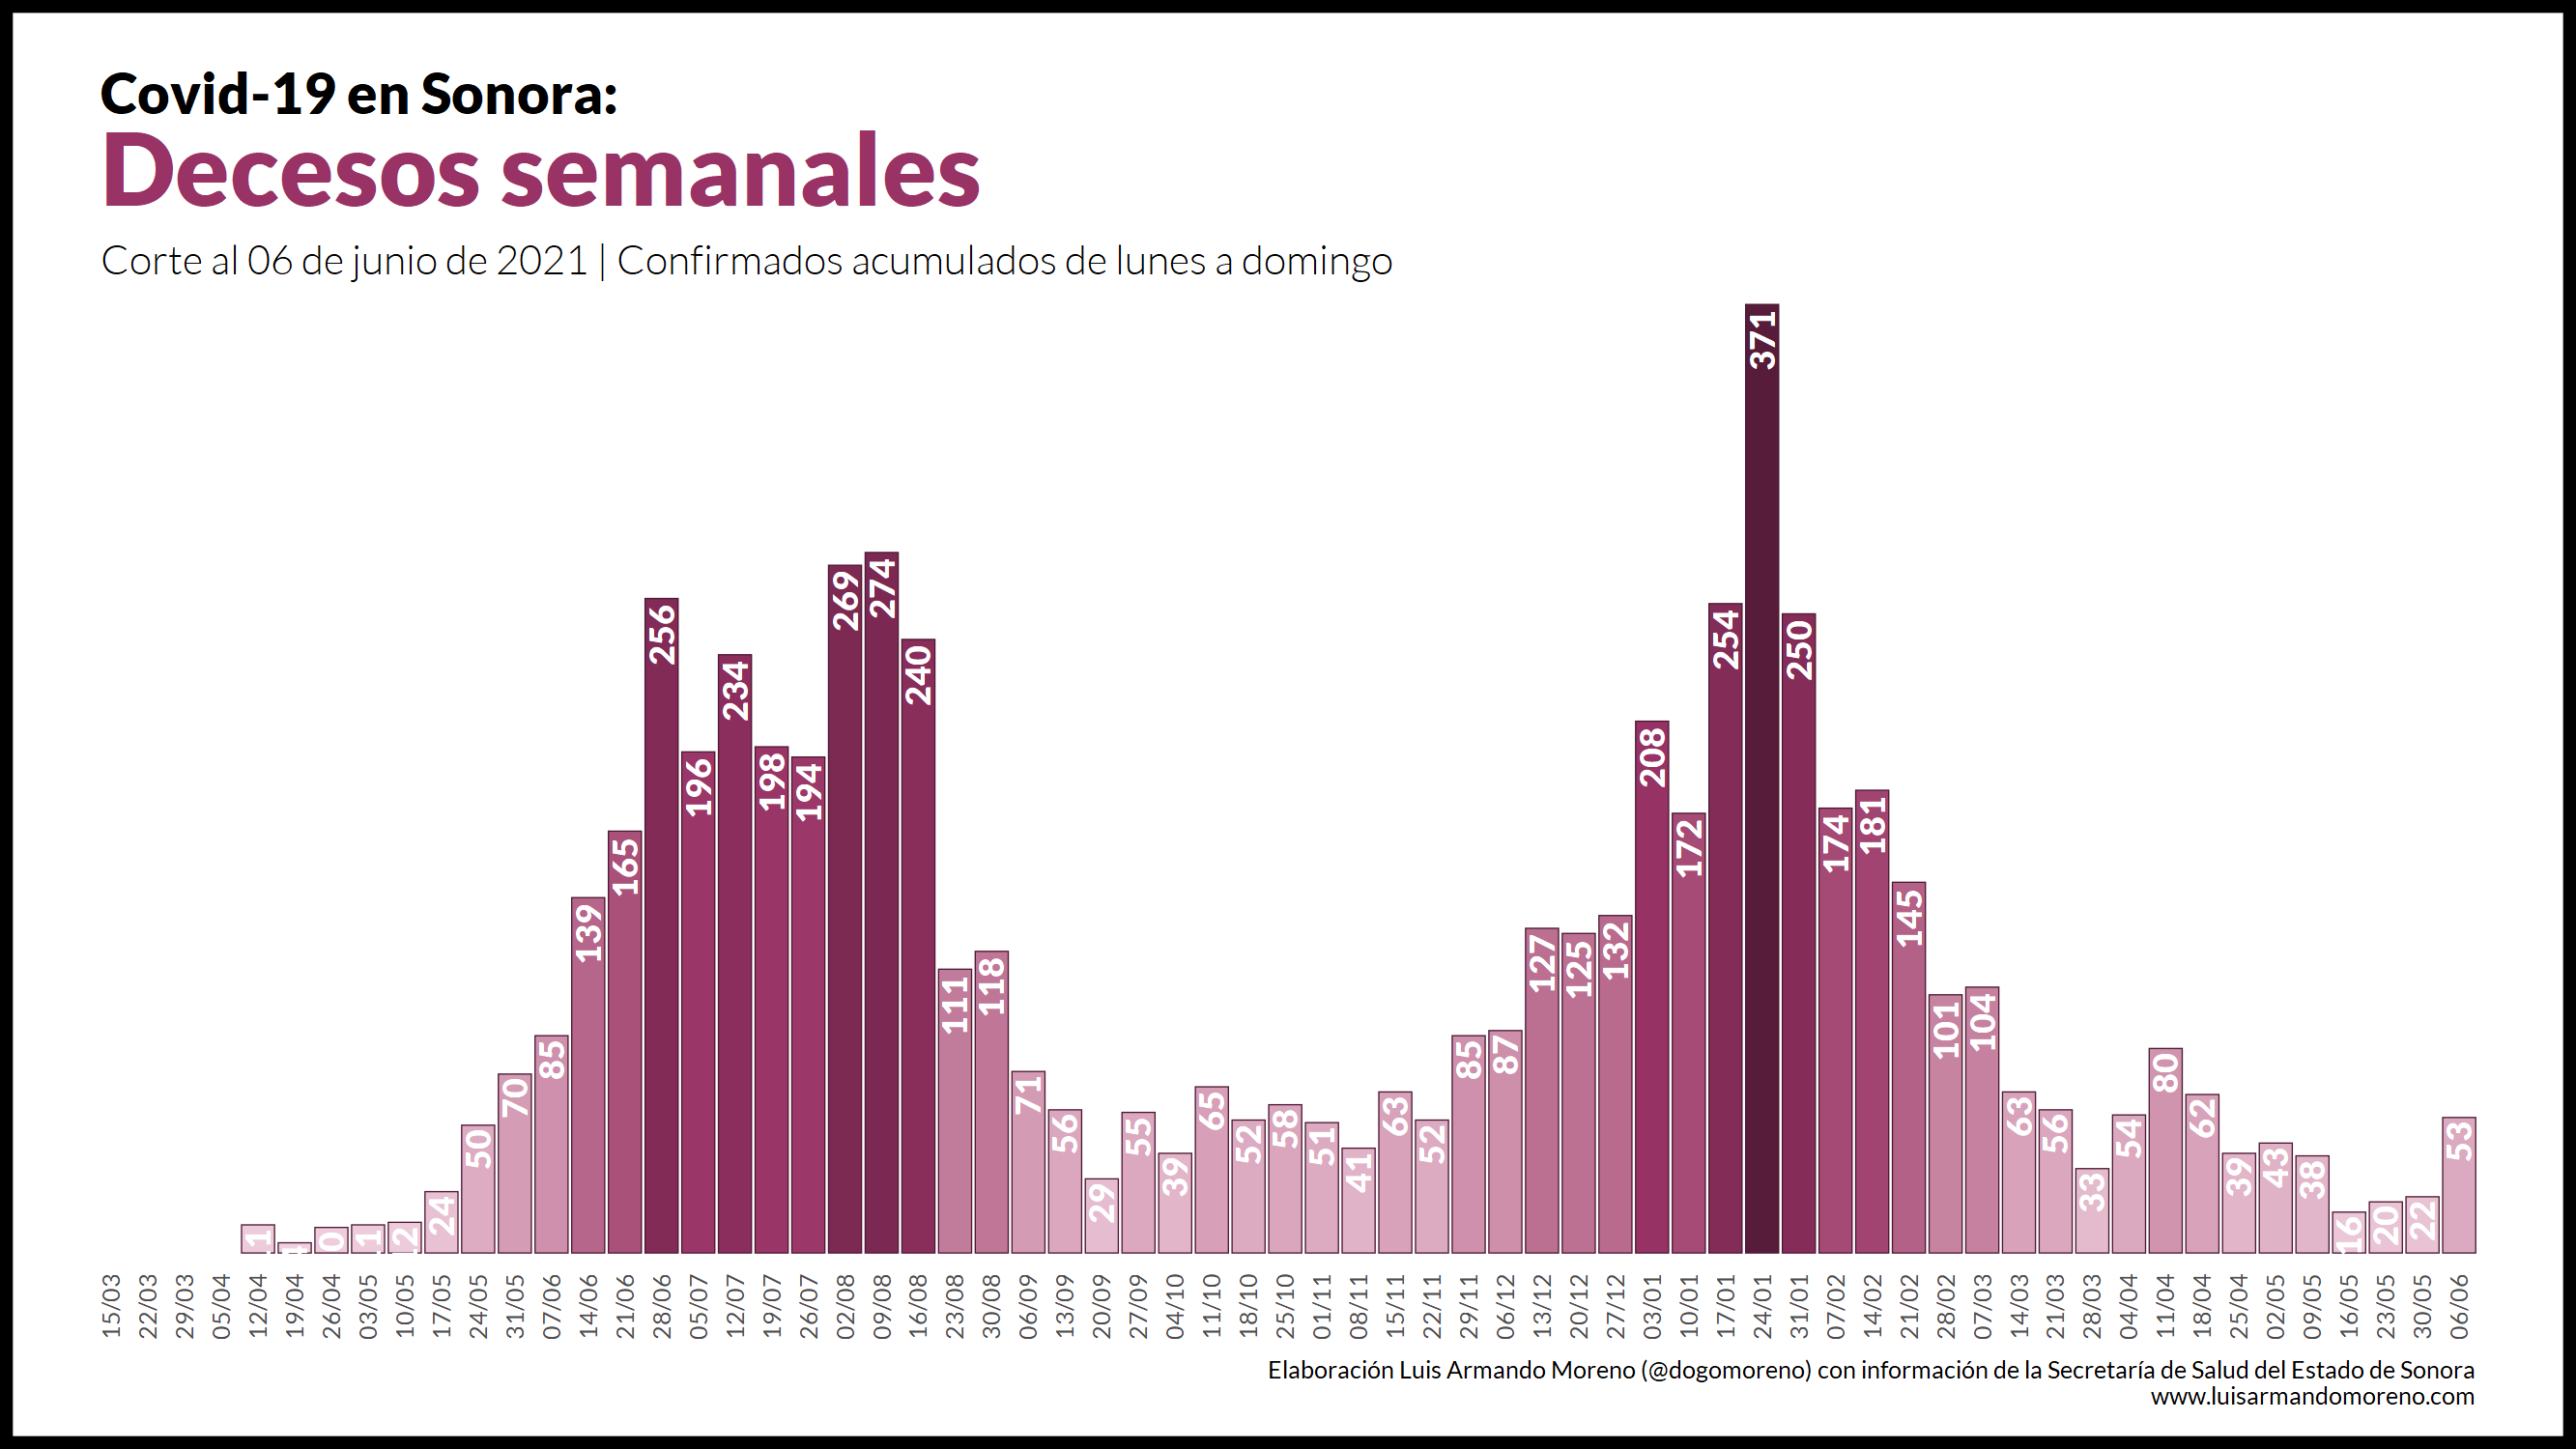 Covid-19 en Sonora:
Decesos semanales
Corte al 06 de junio de 2021 | Confirmados acumulados de lunes a domingo
24 50 70 85 139 165 256 196 234 198 194 269 274 240 111 118 71 56 29 55 39 65 52 58 51 41 63 52 85 87 127 125 132 208 172 254 371 250 174 181 145 101 104 63 56 33 54 80 62 39 43 38 16 20 22 53
15/03 22/03 29/03 05/04 12/04 19/04 26/04 03/05 10/05 17/05 24/05 31/05 07/06 14/06 21/06 28/06 05/07 12/07 19/07 26/07 02/08 09/08 16/08 23/08 30/08 06/09 13/09 20/09 27/09 04/10 11/10 18/10 25/10 01/11 08/11 15/11 22/11 29/11 06/12 13/12 20/12 27/12 03/01 10/01 17/01 24/01 31/01 07/02 14/02 21/02 28/02 07/03 14/03 21/03 28/03 04/04 11/04 18/04 25/04 02/05 09/05 16/05 23/05 30/05 06/06
Elaboración Luis Armando Moreno (@dogomoreno) con información de la Secretaría de Salud del Estado de Sonora
www.luisarmandomoreno.com